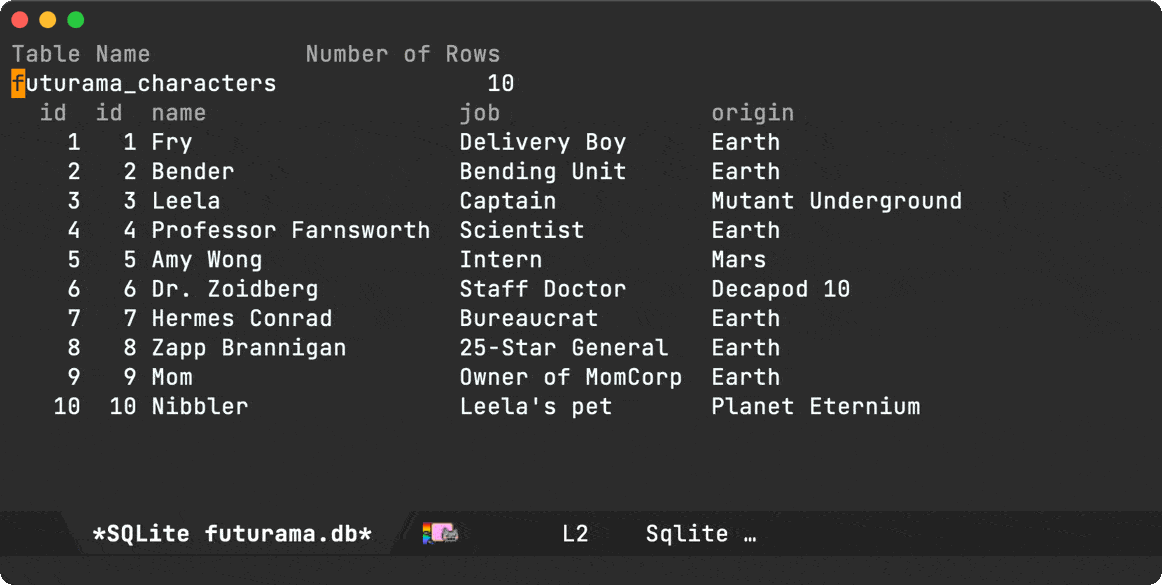 Table Name Number of Rows
futurama_characters 10
id id name job origin
1 1 Fry Delivery Boy Earth
2 2 Bender Bending Unit Earth
3 3 Leela Captain Mutant Underground
4 4 Professor Farnsworth Scientist Earth
5 5 Amy Wong Intern Mars
6 6 Dr. Zoidberg Staff Doctor Decapod 10
7 7 Hermes Conrad Bureaucrat Earth
8 8 Zapp Brannigan 25-Star General Earth
9 9 Mom Owner of MomCorp Earth
10 10 Nibbler Leela's pet Planet Eternium
*SQLite futurama.db* L2 Sqlite …